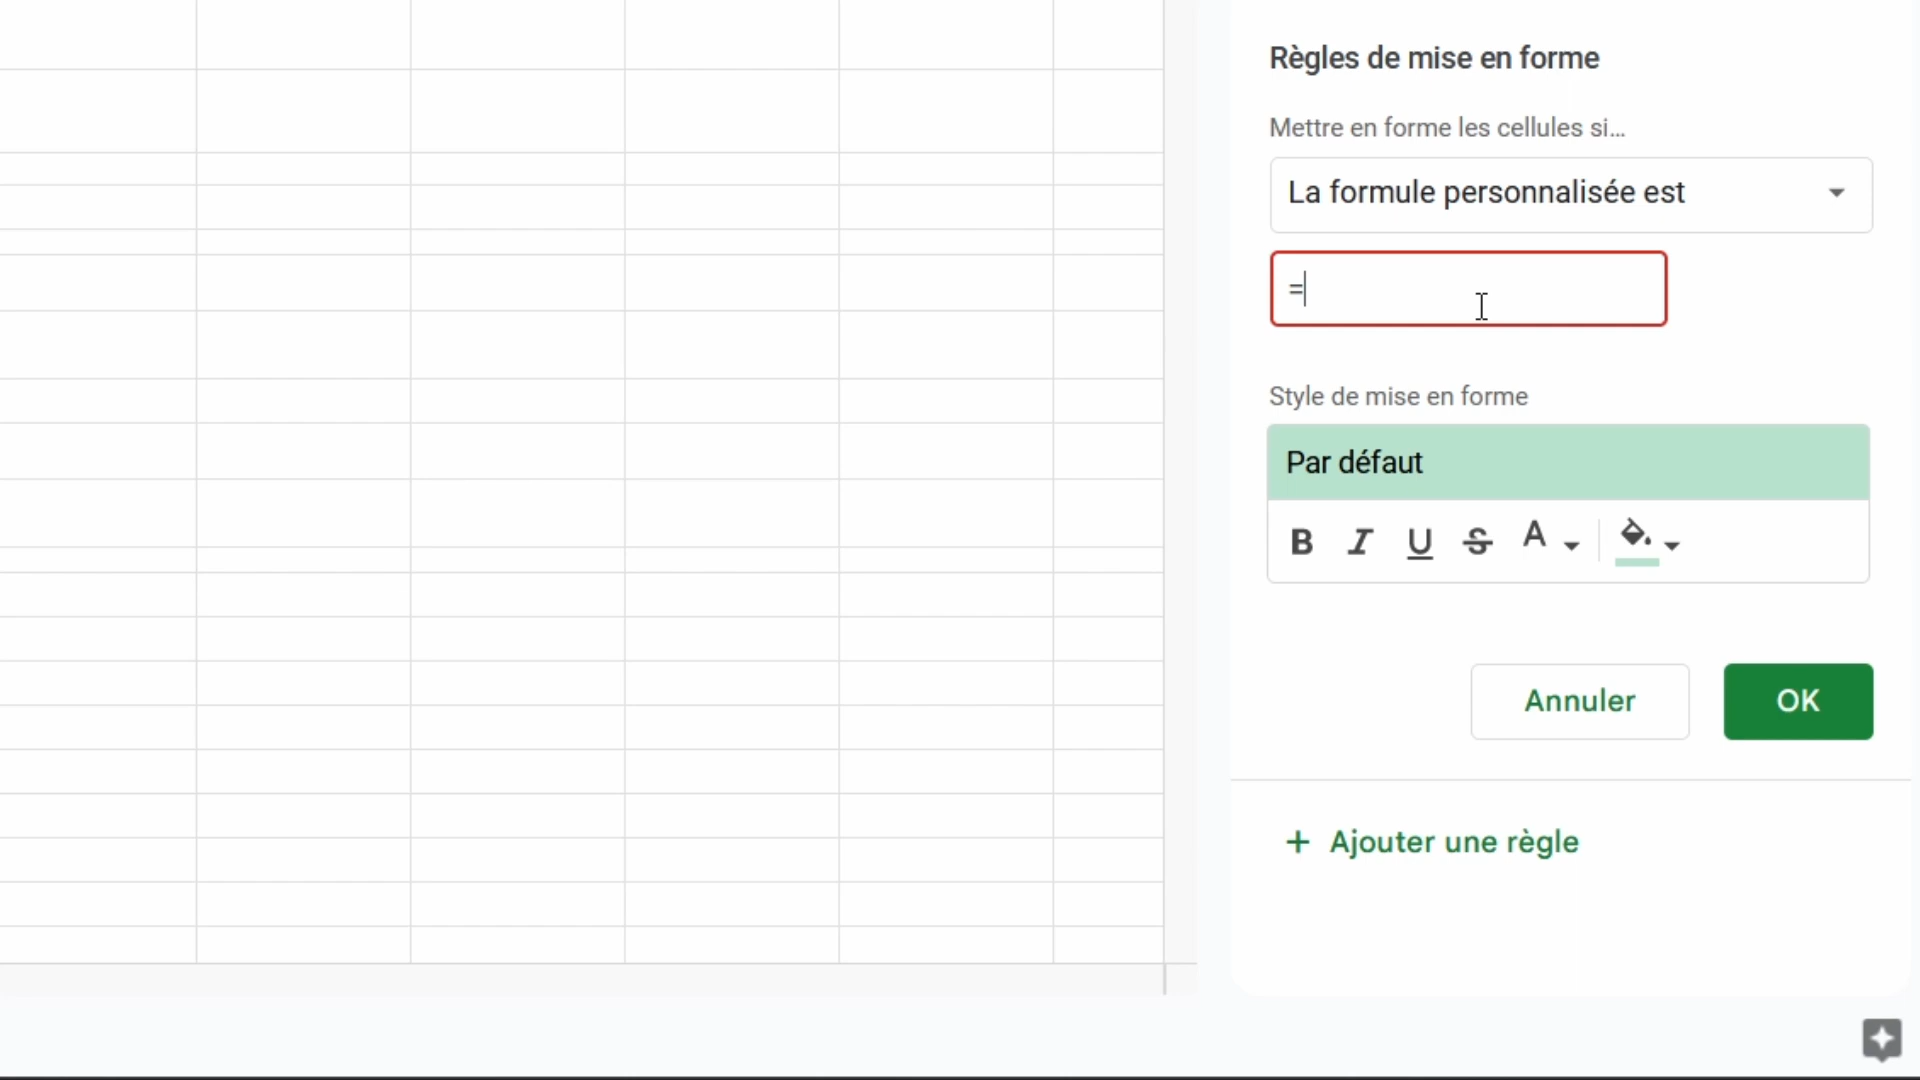 Règles de mise en forme
Mettre en forme les cellules si…
La formule personnalisée est
=
Style de mise en forme
Par défaut
B I U S A
Annuler OK
+ Ajouter une règle